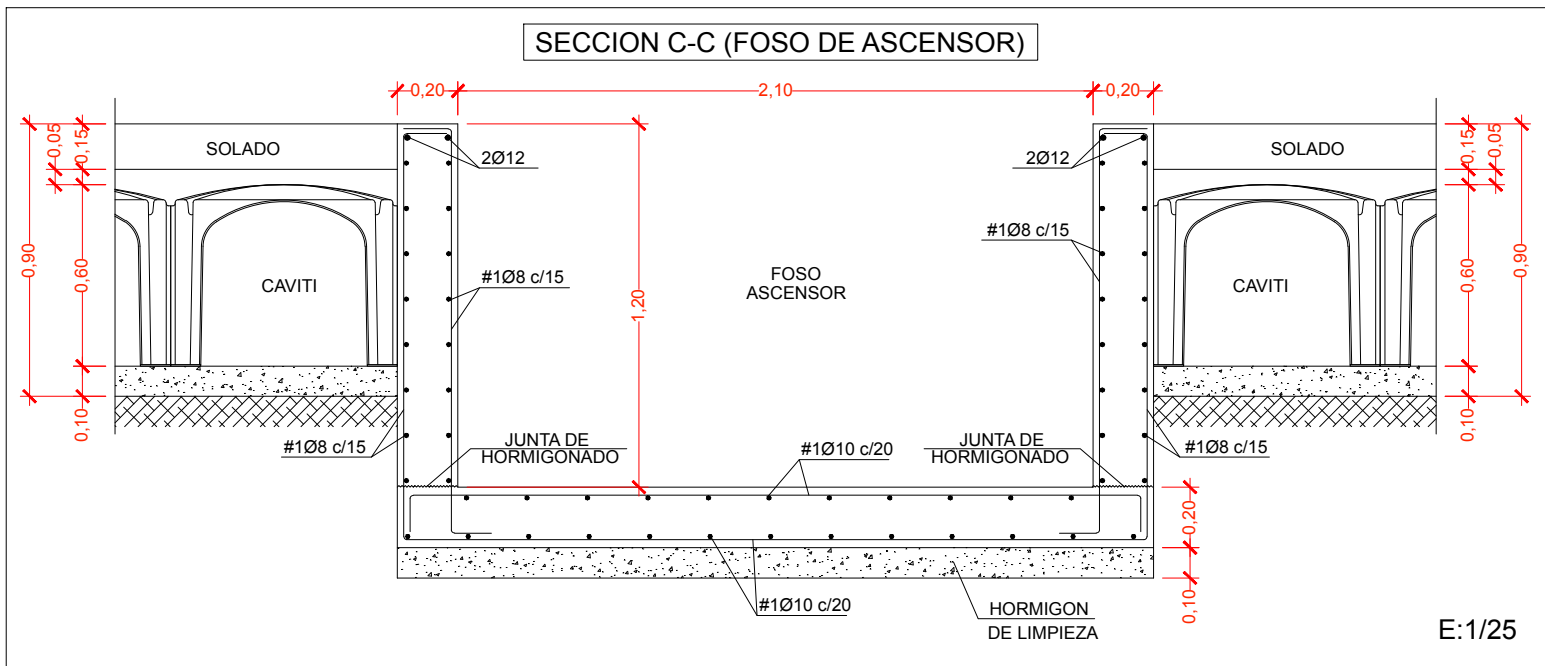 SECCION C-C (FOSO DE ASCENSOR)
0,20
2,10
0,20
0,05
0,15
SOLADO
2Ø12
2Ø12
SOLADO
0,15
0,05
0,90
0,60
CAVITI
#1Ø8 c/15
1,20
FOSO
ASCENSOR
#1Ø8 c/15
CAVITI
0,60
0,90
0,10
#1Ø8 c/15
JUNTA DE
HORMIGONADO
#1Ø10 c/20
JUNTA DE
HORMIGONADO
#1Ø8 c/15
0,10
0,20
#1Ø10 c/20
HORMIGON
DE LIMPIEZA
0,10
E:1/25